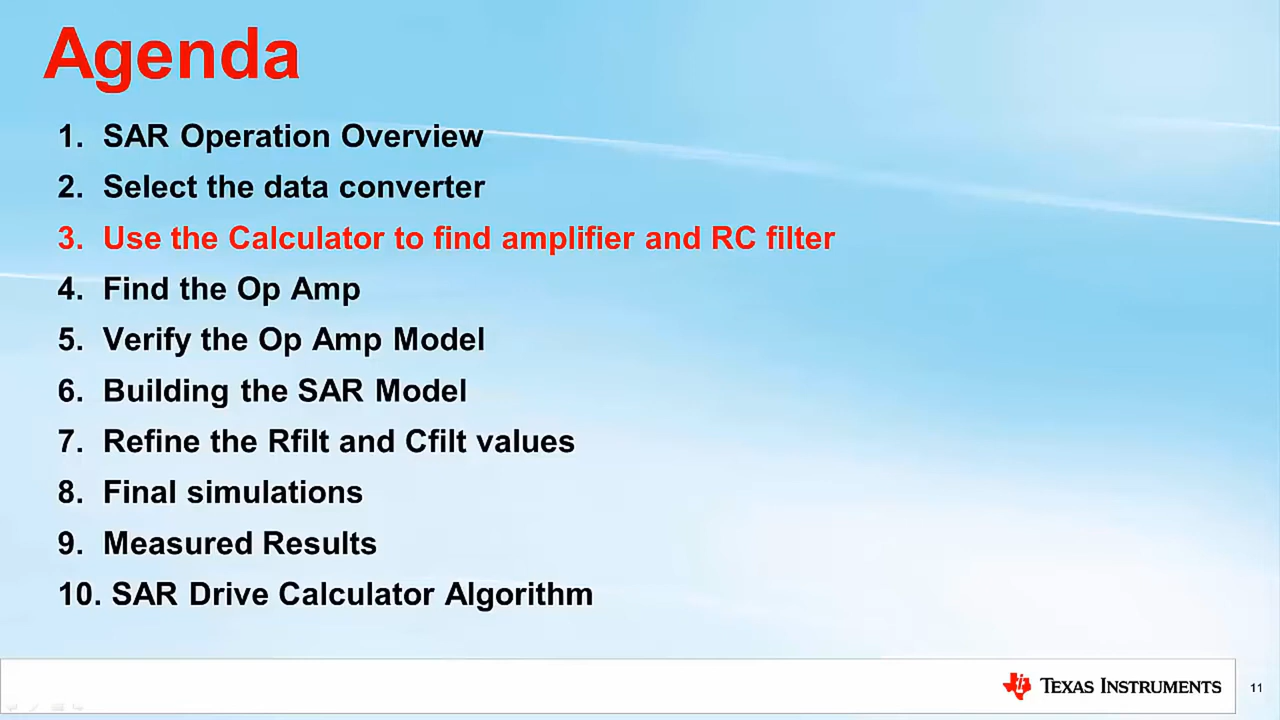 Agenda
1. SAR Operation Overview
2. Select the data converter
3. Use the Calculator to find amplifier and RC filter
4. Find the Op Amp
5. Verify the Op Amp Model
6. Building the SAR Model
7. Refine the Rfilt and Cfilt values
8. Final simulations
9. Measured Results
10. SAR Drive Calculator Algorithm
TEXAS INSTRUMENTS
11